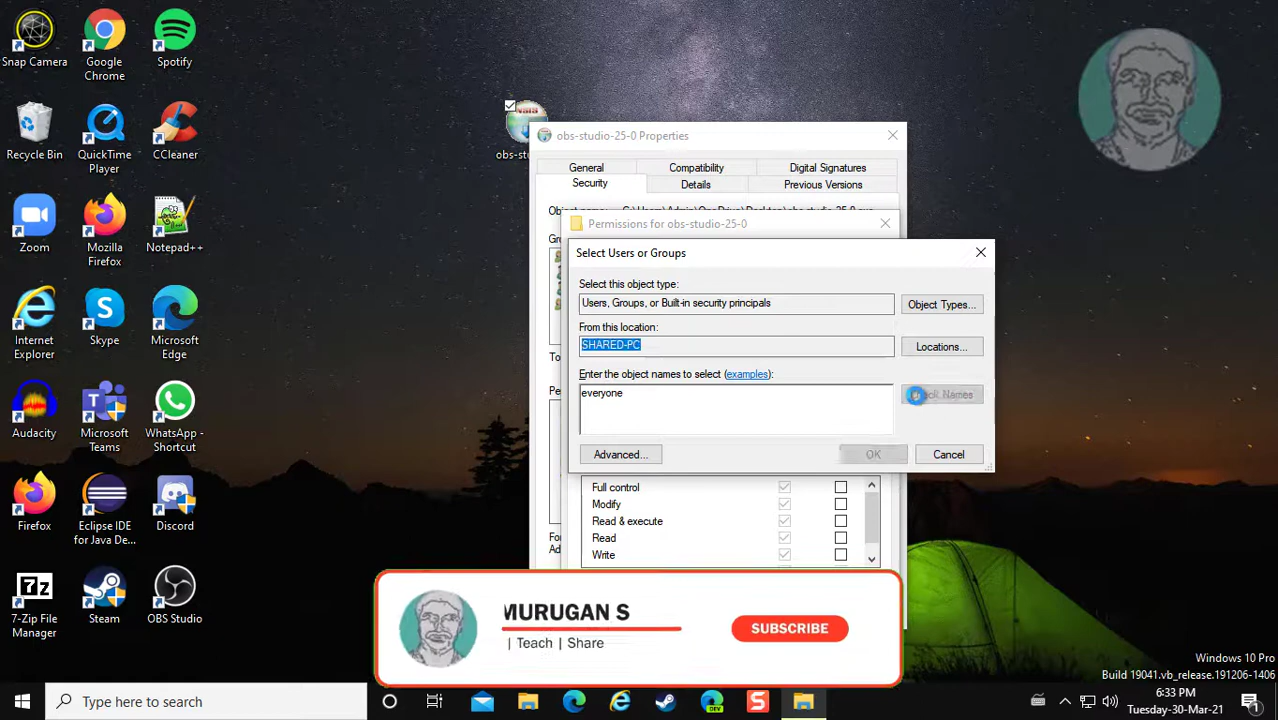 Snap Camera
Google Chrome
Spotify
Recycle Bin
QuickTime Player
CCleaner
Zoom
Mozilla Firefox
Notepad++
Internet Explorer
Skype
Microsoft Edge
Audacity
Microsoft Teams
WhatsApp - Shortcut
Firefox
Eclipse IDE for Java De...
Discord
7-Zip File Manager
Steam
OBS Studio
NSIS
obs-stu
obs-studio-25-0 Properties
General
Compatibility
Digital Signatures
Security
Details
Previous Versions
Permissions for obs-studio-25-0
Select Users or Groups
Select this object type:
Users, Groups, or Built-in security principals
Object Types...
From this location:
SHARED-PC
Locations...
Enter the object names to select (examples):
everyone
Names
Advanced...
OK
Cancel
Full control
Modify
Read & execute
Read
Write
MURUGAN S
| Teach | Share
SUBSCRIBE
Windows 10 Pro
Build 19041.vb_release.191206-1406
Type here to search
DEV
S
6:33 PM
Tuesday-30-Mar-21
1